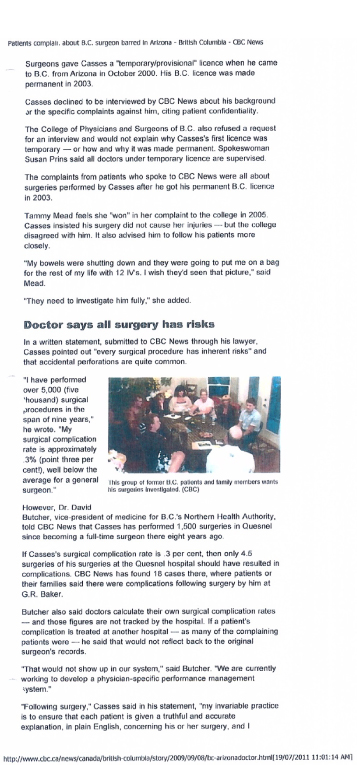 Patients complain. about B.C. surgeon barred in Arizona - British Columbia - CBC News
Surgeons gave Casses a "temporary/provisional" licence when he came
to B.C. from Arizona in October 2000. His B.C. licence was made
permanent in 2003.
Casses declined to be interviewed by CBC News about his background
or the specific complaints against him, citing patient confidentiality.
The College of Physicians and Surgeons of B.C. also refused a request
for an interview and would not explain why Casses's first licence was
temporary — or how and why it was made permanent. Spokeswoman
Susan Prins said all doctors under temporary licence are supervised.
The complaints from patients who spoke to CBC News were all about
surgeries performed by Casses after he got his permanent B.C. licence
in 2003.
Tammy Mead feels she "won" in her complaint to the college in 2005.
Casses insisted his surgery did not cause her injuries — but the college
disagreed with him. It also advised him to follow his patients more
closely.
"My bowels were shutting down and they were going to put me on a bag
for the rest of my life with 12 IV's. I wish they'd seen that picture," said
Mead.
"They need to investigate him fully," she added.
Doctor says all surgery has risks
In a written statement, submitted to CBC News through his lawyer,
Casses pointed out "every surgical procedure has inherent risks" and
that accidental perforations are quite common.
"I have performed
over 5,000 (five
thousand) surgical
procedures in the
span of nine years,"
he wrote. "My
surgical complication
rate is approximately
.3% (point three per
cent!), well below the
average for a general
surgeon."
This group of former B.C. patients and family members wants
his surgeries investigated. (CBC)
However, Dr. David
Butcher, vice-president of medicine for B.C.'s Northern Health Authority,
told CBC News that Casses has performed 1,500 surgeries in Quesnel
since becoming a full-time surgeon there eight years ago.
If Casses's surgical complication rate is .3 per cent, then only 4.5
surgeries of his surgeries at the Quesnel hospital should have resulted in
complications. CBC News has found 18 cases there, where patients or
their families said there were complications following surgery by him at
G.R. Baker.
Butcher also said doctors calculate their own surgical complication rates
— and those figures are not tracked by the hospital. If a patient's
complication is treated at another hospital — as many of the complaining
patients were — he said that would not reflect back to the original
surgeon's records.
"That would not show up in our system," said Butcher. "We are currently
working to develop a physician-specific performance management
system."
"Following surgery," Casses said in his statement, "my invariable practice
is to ensure that each patient is given a truthful and accurate
explanation, in plain English, concerning his or her surgery, and I
http://www.cbc.ca/news/canada/british-columbia/story/2009/09/08/bc-arizonadoctor.html[19/07/2011 11:01:14 AM]